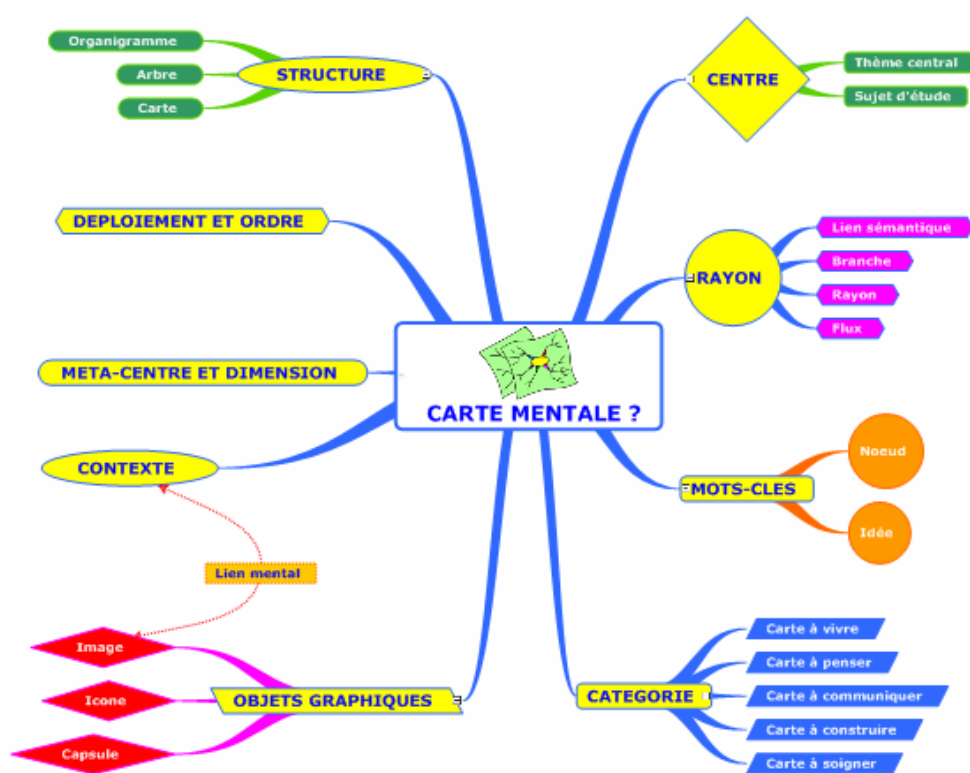 Organigramme
Arbre
Carte
STRUCTURE
CENTRE
Thème central
Sujet d'étude
DEPLOIEMENT ET ORDRE
RAYON
Lien sémantique
Branche
Rayon
Flux
META-CENTRE ET DIMENSION
CARTE MENTALE ?
CONTEXTE
MOTS-CLES
Noeud
Idée
Lien mental
Image
Icone
Capsule
OBJETS GRAPHIQUES
CATEGORIE
Carte à vivre
Carte à penser
Carte à communiquer
Carte à construire
Carte à soigner